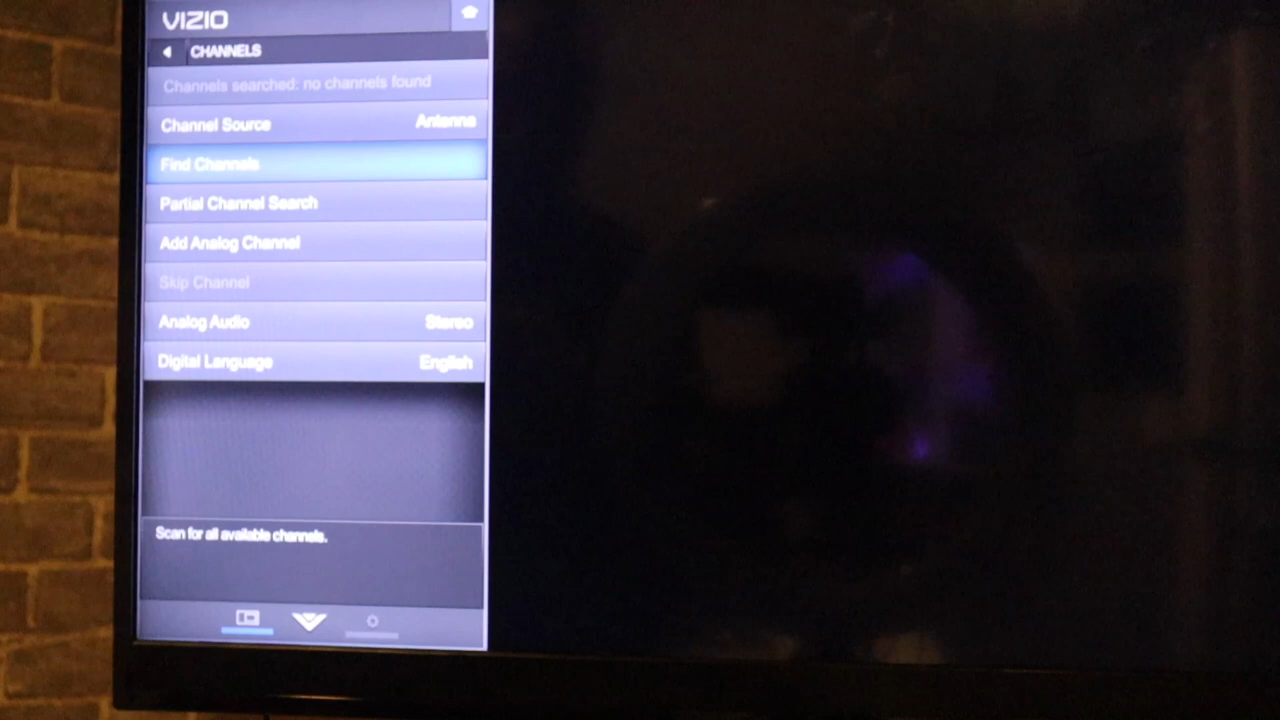 VIZIO
CHANNELS
Channels searched: no channels found
Channel Source Antenna
Find Channels
Partial Channel Search
Add Analog Channel
Skip Channel
Analog Audio Stereo
Digital Language English
Scan for all available channels.